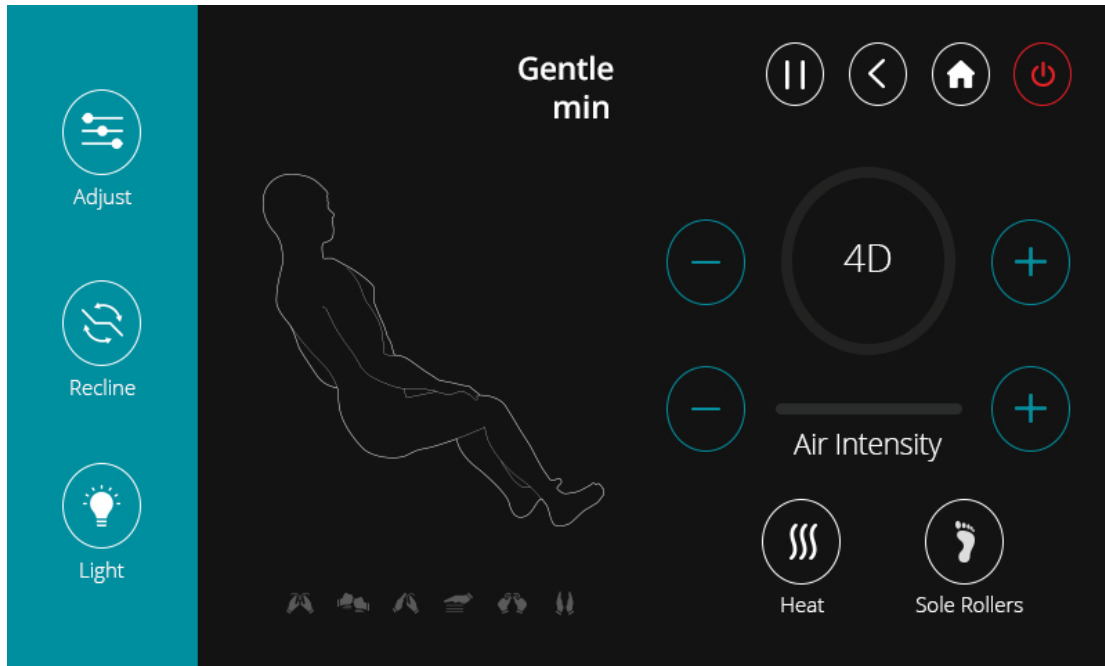 Gentle
min
Adjust
Recline
Light
4D
Air Intensity
Heat
Sole Rollers